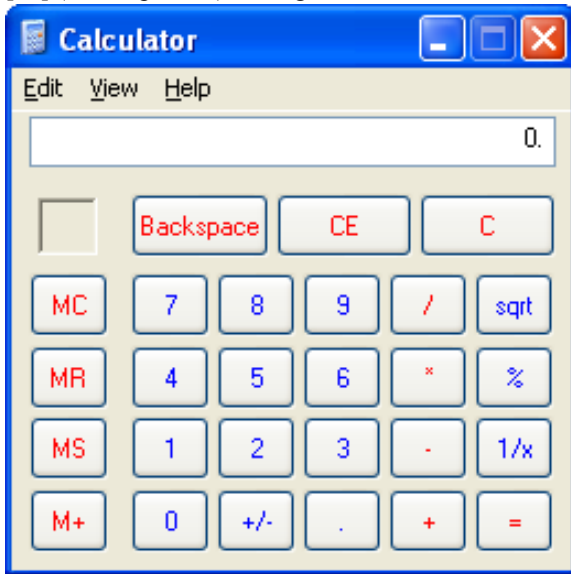 Calculator
Edit View Help
0.
Backspace CE C
MC 7 8 9 / sqrt
MR 4 5 6 * %
MS 1 2 3 - 1/x
M+ 0 +/- . + =